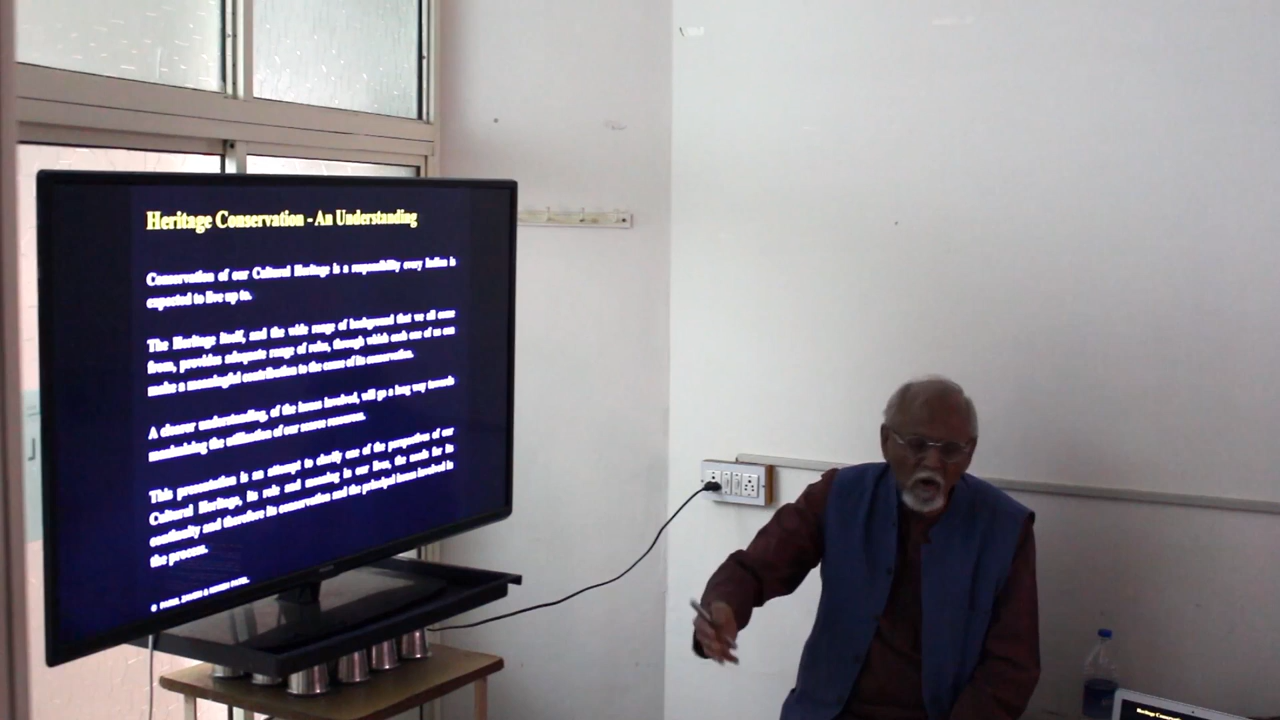 Heritage Conservation - An Understanding
Conservation of our Cultural Heritage is a responsibility every Indian is
expected to live up to.
The Heritage itself, and the wide range of background that we all come
from, provides adequate range of roles, through which each one of us can
make a meaningful contribution to the cause of its conservation.
A clearer understanding, of the issues involved, will go a long way towards
maximising the utilisation of our scarce resources.
This presentation is an attempt to clarify one of the perspectives of our
Cultural Heritage, its role and meaning in our lives, the needs for its
continuity and therefore its conservation and the principal issues involved in
the process.
Heritage Conser